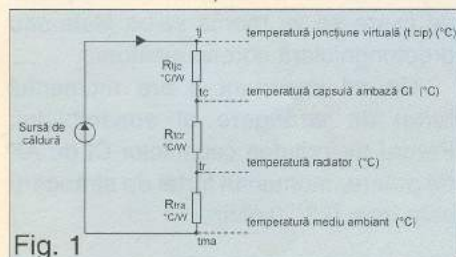 tj
temperatură joncțiune virtuală (t cip) (°C)
Rtjc
°C/W
tc
temperatură capsulă ambază CI (°C)
Sursă de
căldură
Rtcr
°C/W
tr
temperatură radiator (°C)
Rtra
°C/W
temperatură mediu ambiant (°C)
tma
Fig. 1